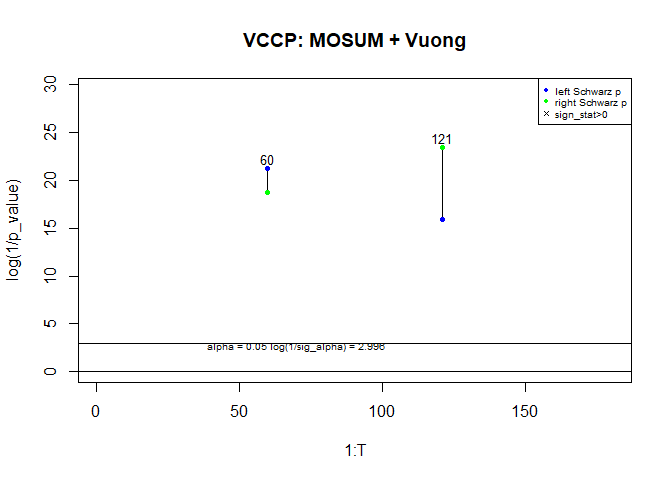 VCCP: MOSUM + Vuong
left Schwarz p
right Schwarz p
sign_stat>0
30
25
20
15
10
5
0
log(1/p_value)
60
121
alpha = 0.05 log(1/sig_alpha) = 2.996
0 50 100 150
1:T